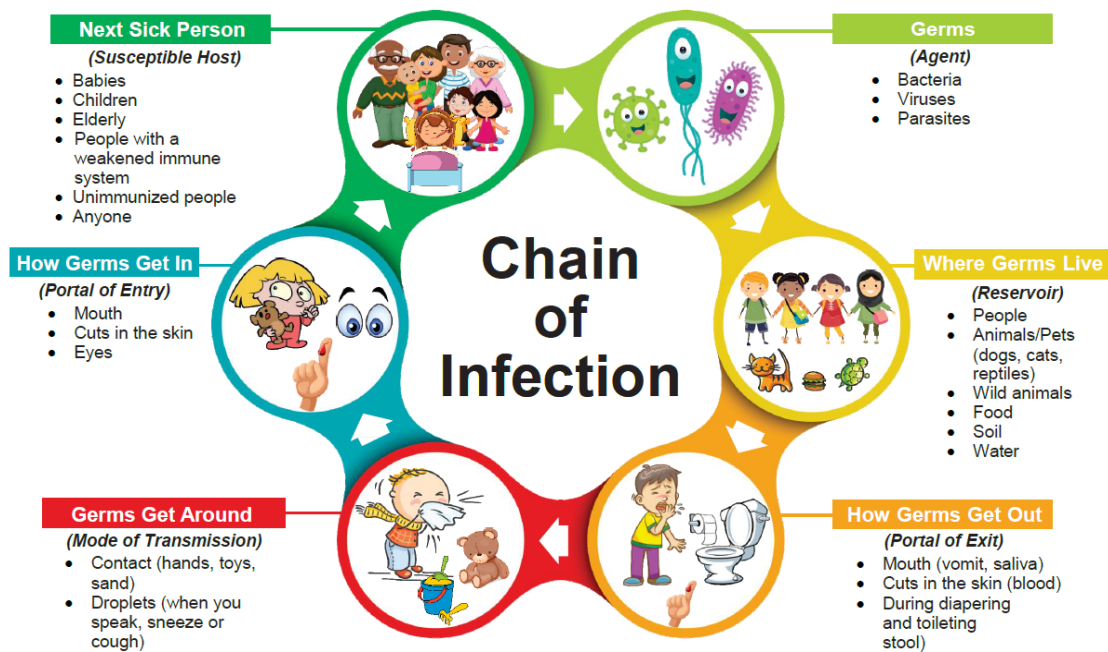 Next Sick Person
(Susceptible Host)
• Babies
• Children
• Elderly
• People with a
weakened immune
system
• Unimmunized people
• Anyone
Germs
(Agent)
• Bacteria
• Viruses
• Parasites
Chain
of
Infection
How Germs Get In
(Portal of Entry)
• Mouth
• Cuts in the skin
• Eyes
Where Germs Live
(Reservoir)
• People
• Animals/Pets
(dogs, cats,
reptiles)
• Wild animals
• Food
• Soil
• Water
Germs Get Around
(Mode of Transmission)
• Contact (hands, toys,
sand)
• Droplets (when you
speak, sneeze or
cough)
How Germs Get Out
(Portal of Exit)
• Mouth (vomit, saliva)
• Cuts in the skin (blood)
• During diapering
and toileting
stool)